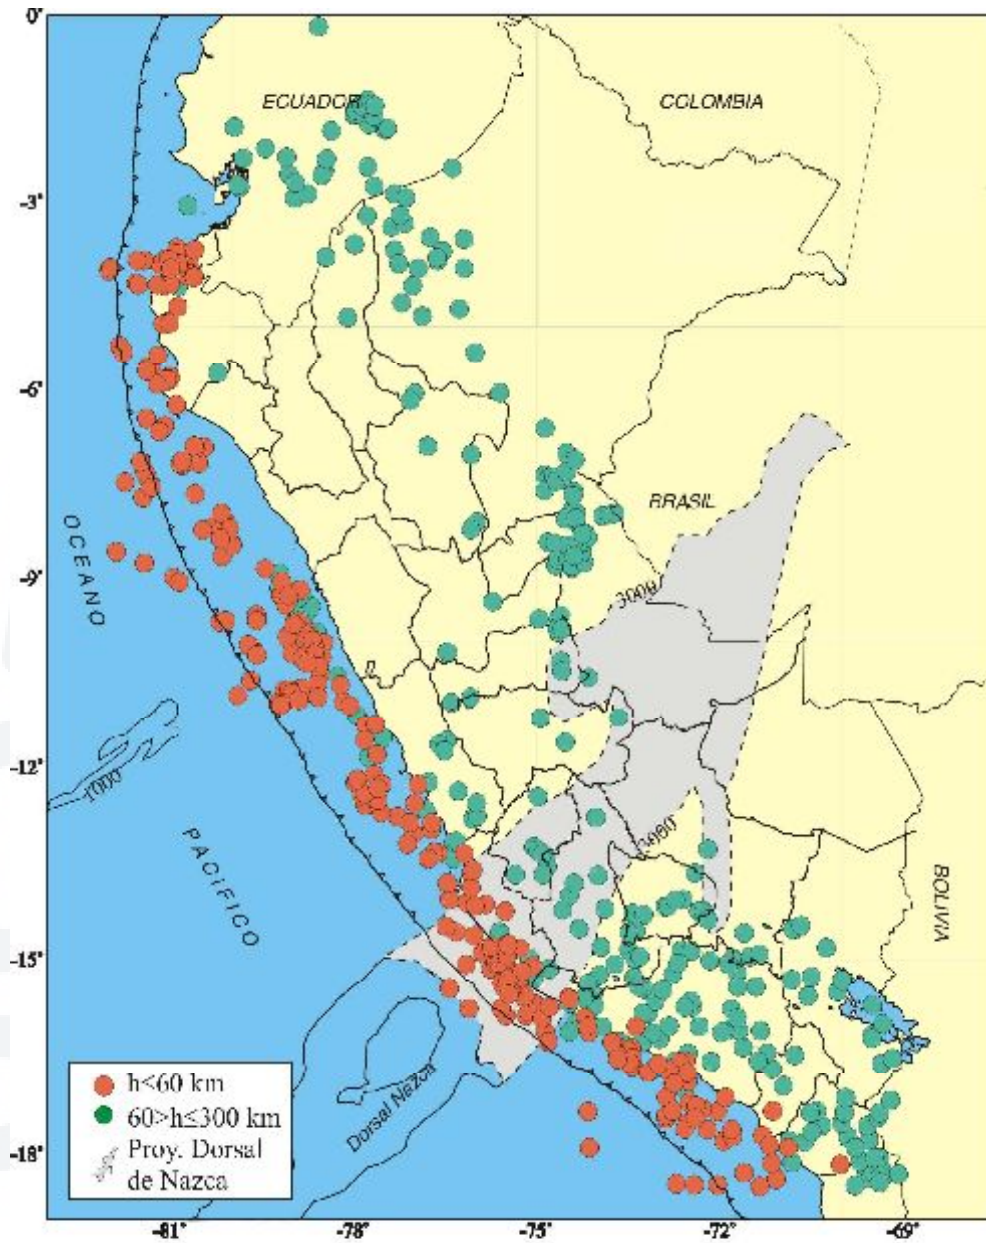 0°
-3°
-6°
-9°
-12°
-15°
-18°
ECUADOR
COLOMBIA
BRASIL
BOLIVIA
OCEANO
PACIFICO
3000
3000
1000
Dorsal Nazca
h<60 km
60>h≤300 km
Proy. Dorsal
de Nazca
-81°
-78°
-75°
-72°
-69°